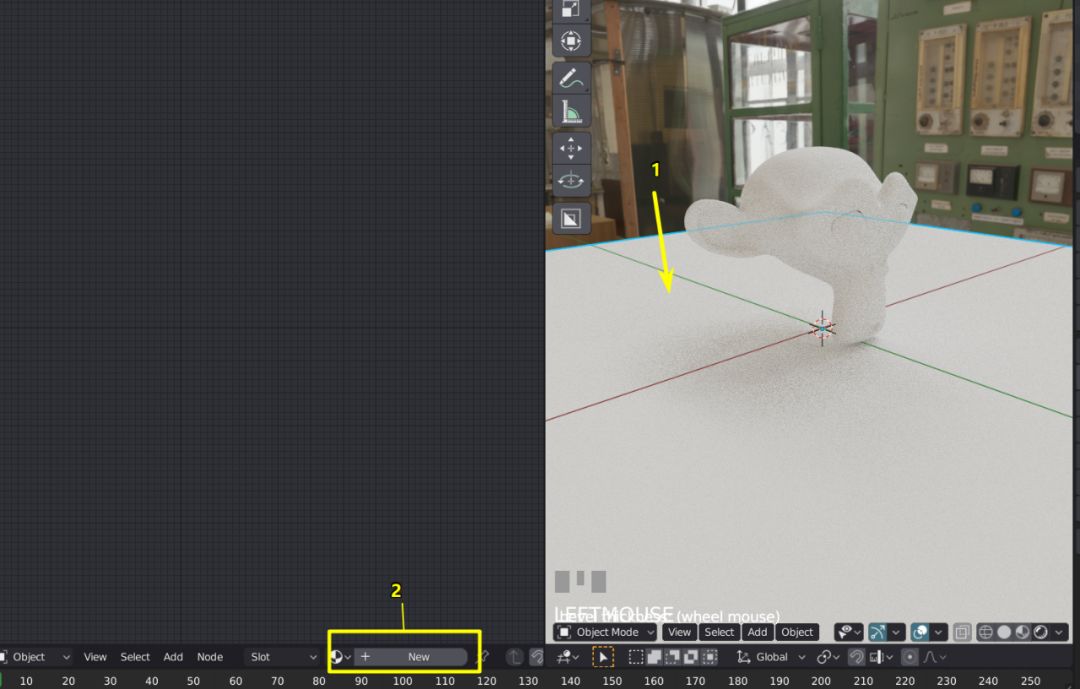 1
2
LEFTMOUSE
(wheel mouse)
Object Mode View Select Add Object
Object View Select Add Node Slot New Global
10 20 30 40 50 60 70 80 90 100 110 120 130 140 150 160 170 180 190 200 210 220 230 240 250